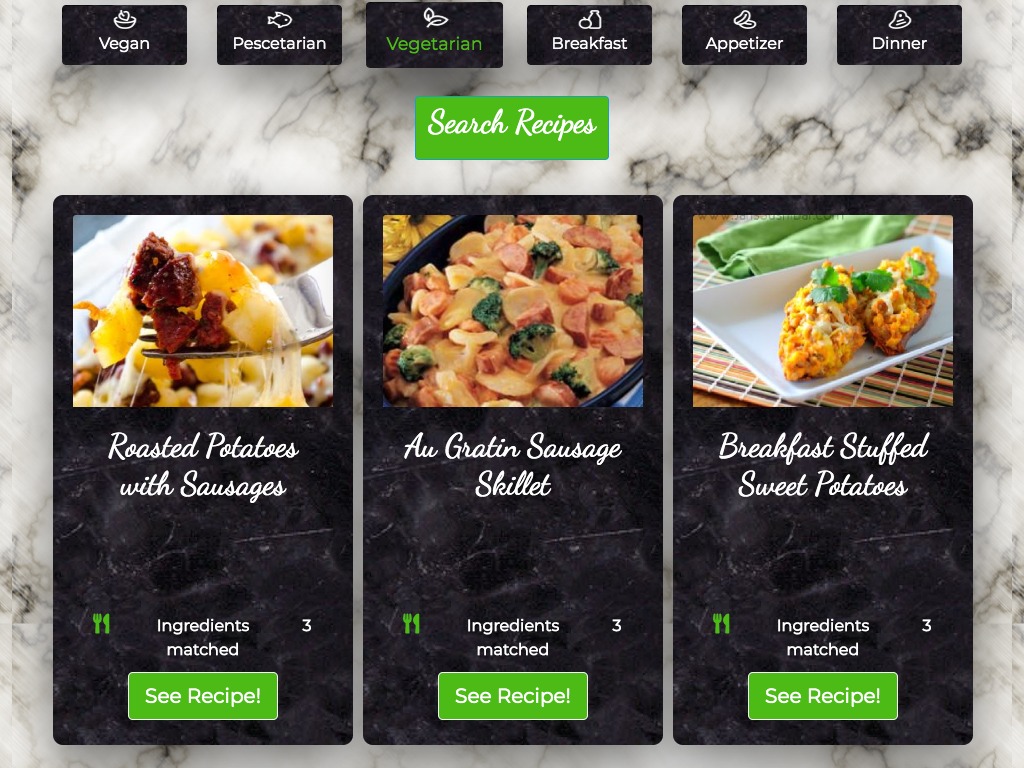 Vegan
Pescetarian
Vegetarian
Breakfast
Appetizer
Dinner
Search Recipes
Roasted Potatoes
with Sausages
Ingredients 3
matched
See Recipe!
Au Gratin Sausage
Skillet
Ingredients 3
matched
See Recipe!
Breakfast Stuffed
Sweet Potatoes
Ingredients 3
matched
See Recipe!